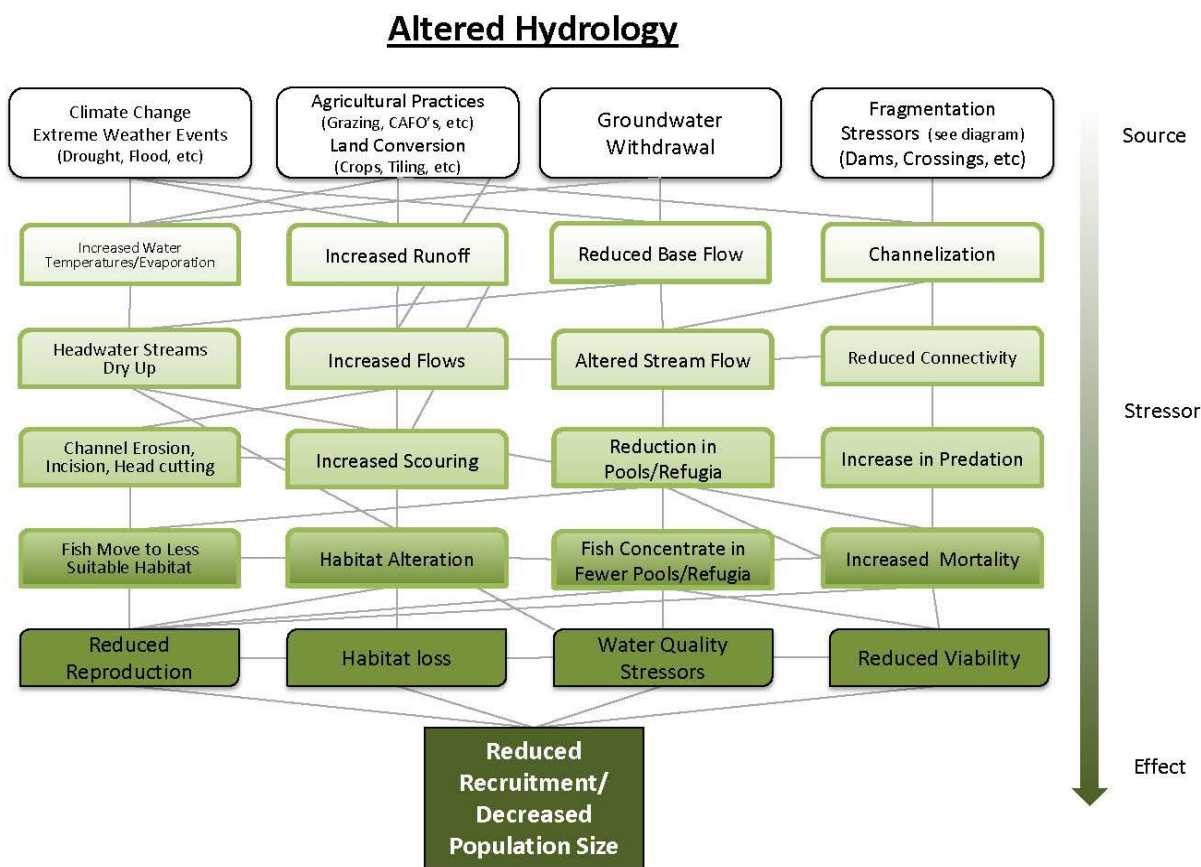 Altered Hydrology
Climate Change
Extreme Weather Events
(Drought, Flood, etc)
Agricultural Practices
(Grazing, CAFO's, etc)
Land Conversion
(Crops, Tiling, etc)
Groundwater
Withdrawal
Fragmentation
Stressors (see diagram)
(Dams, Crossings, etc)
Source
Increased Water
Temperatures/Evaporation
Increased Runoff
Reduced Base Flow
Channelization
Headwater Streams
Dry Up
Increased Flows
Altered Stream Flow
Reduced Connectivity
Stressor
Channel Erosion,
Incision, Head cutting
Increased Scouring
Reduction in
Pools/Refugia
Increase in Predation
Fish Move to Less
Suitable Habitat
Habitat Alteration
Fish Concentrate in
Fewer Pools/Refugia
Increased Mortality
Reduced
Reproduction
Habitat loss
Water Quality
Stressors
Reduced Viability
Reduced
Recruitment/
Decreased
Population Size
Effect